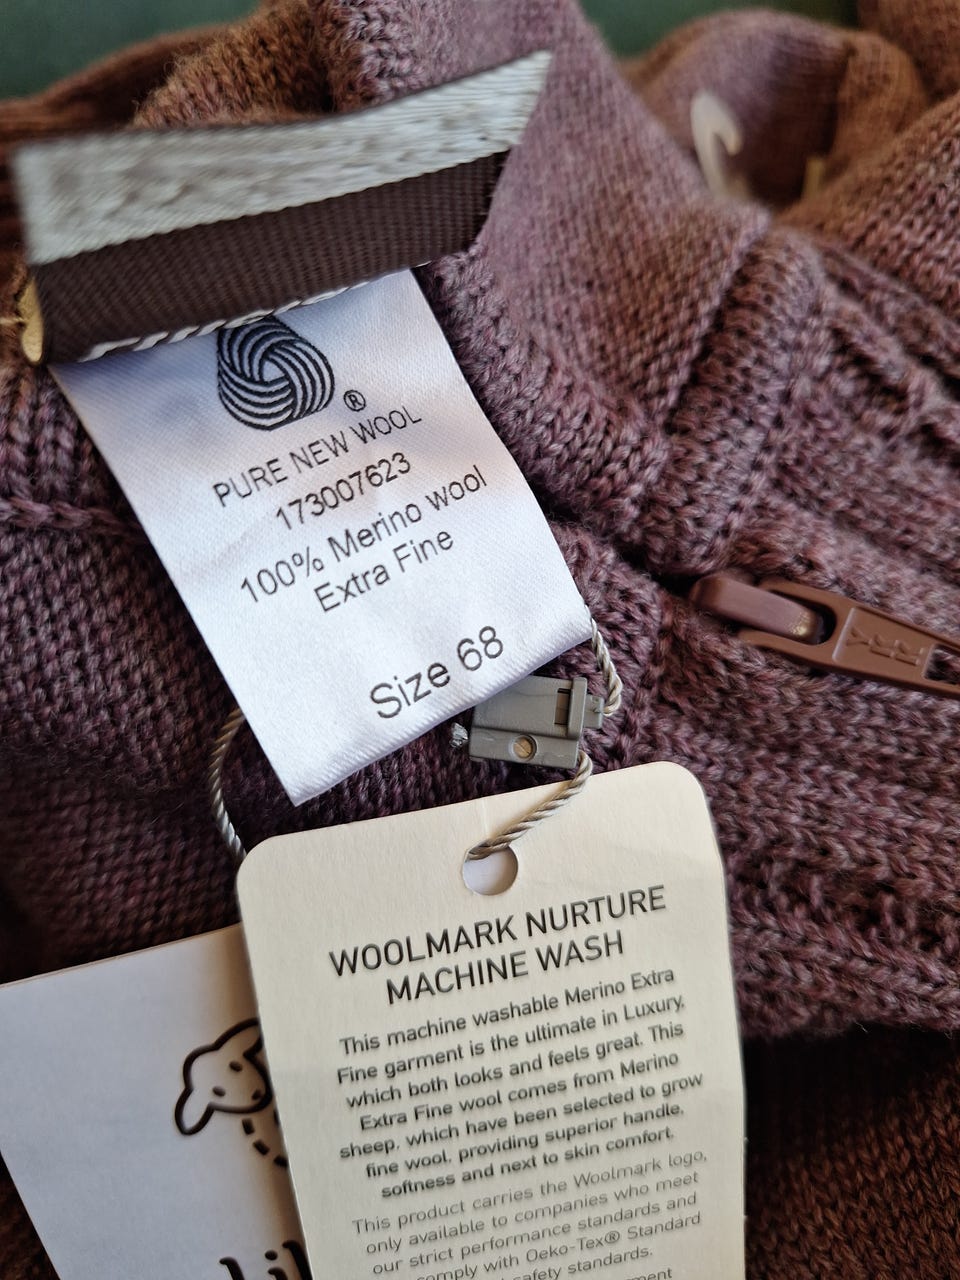 ®
PURE NEW WOOL
173007623
100% Merino wool
Extra Fine
Size 68
WOOLMARK NURTURE
MACHINE WASH
This machine washable Merino Extra
Fine garment is the ultimate in Luxury,
which both looks and feels great. This
Extra Fine wool comes from Merino
sheep, which have been selected to grow
fine wool, providing superior handle,
softness and next to skin comfort.
This product carries the Woolmark logo,
only available to companies who meet
our strict performance standards and
comply with Oeko-Tex® Standard
safety standards.